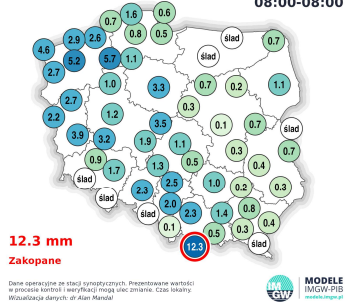 08:00-08:00
0.7 1.6 0.6
4.6 2.9 2.6 0.8 0.5 ślad 0.7
5.2 5.7 1.1 ślad
2.7 1.0 3.3 0.7 0.2 1.1
2.7 0.3
2.2 1.2 3.5 0.1 0.7 ślad
3.9 3.2 1.9 1.1 0.3 0.7
0.9 1.7 1.3 0.5 0.4
ślad 2.3 2.5 1.0 0.2 0.3
ślad 2.0
ślad 2.3 1.4 0.8
0.1 0.5 0.3 0.4
12.3 ślad
12.3 mm
Zakopane
Dane operacyjne ze stacji synoptycznych. Prezentowane wartości
w procesie kontroli i weryfikacji mogą ulec zmianie. Czas lokalny.
Wizualizacja danych: dr Alan Mandal
IM
GW
MODELE
IMGW-PIB
modele.imgw.pl